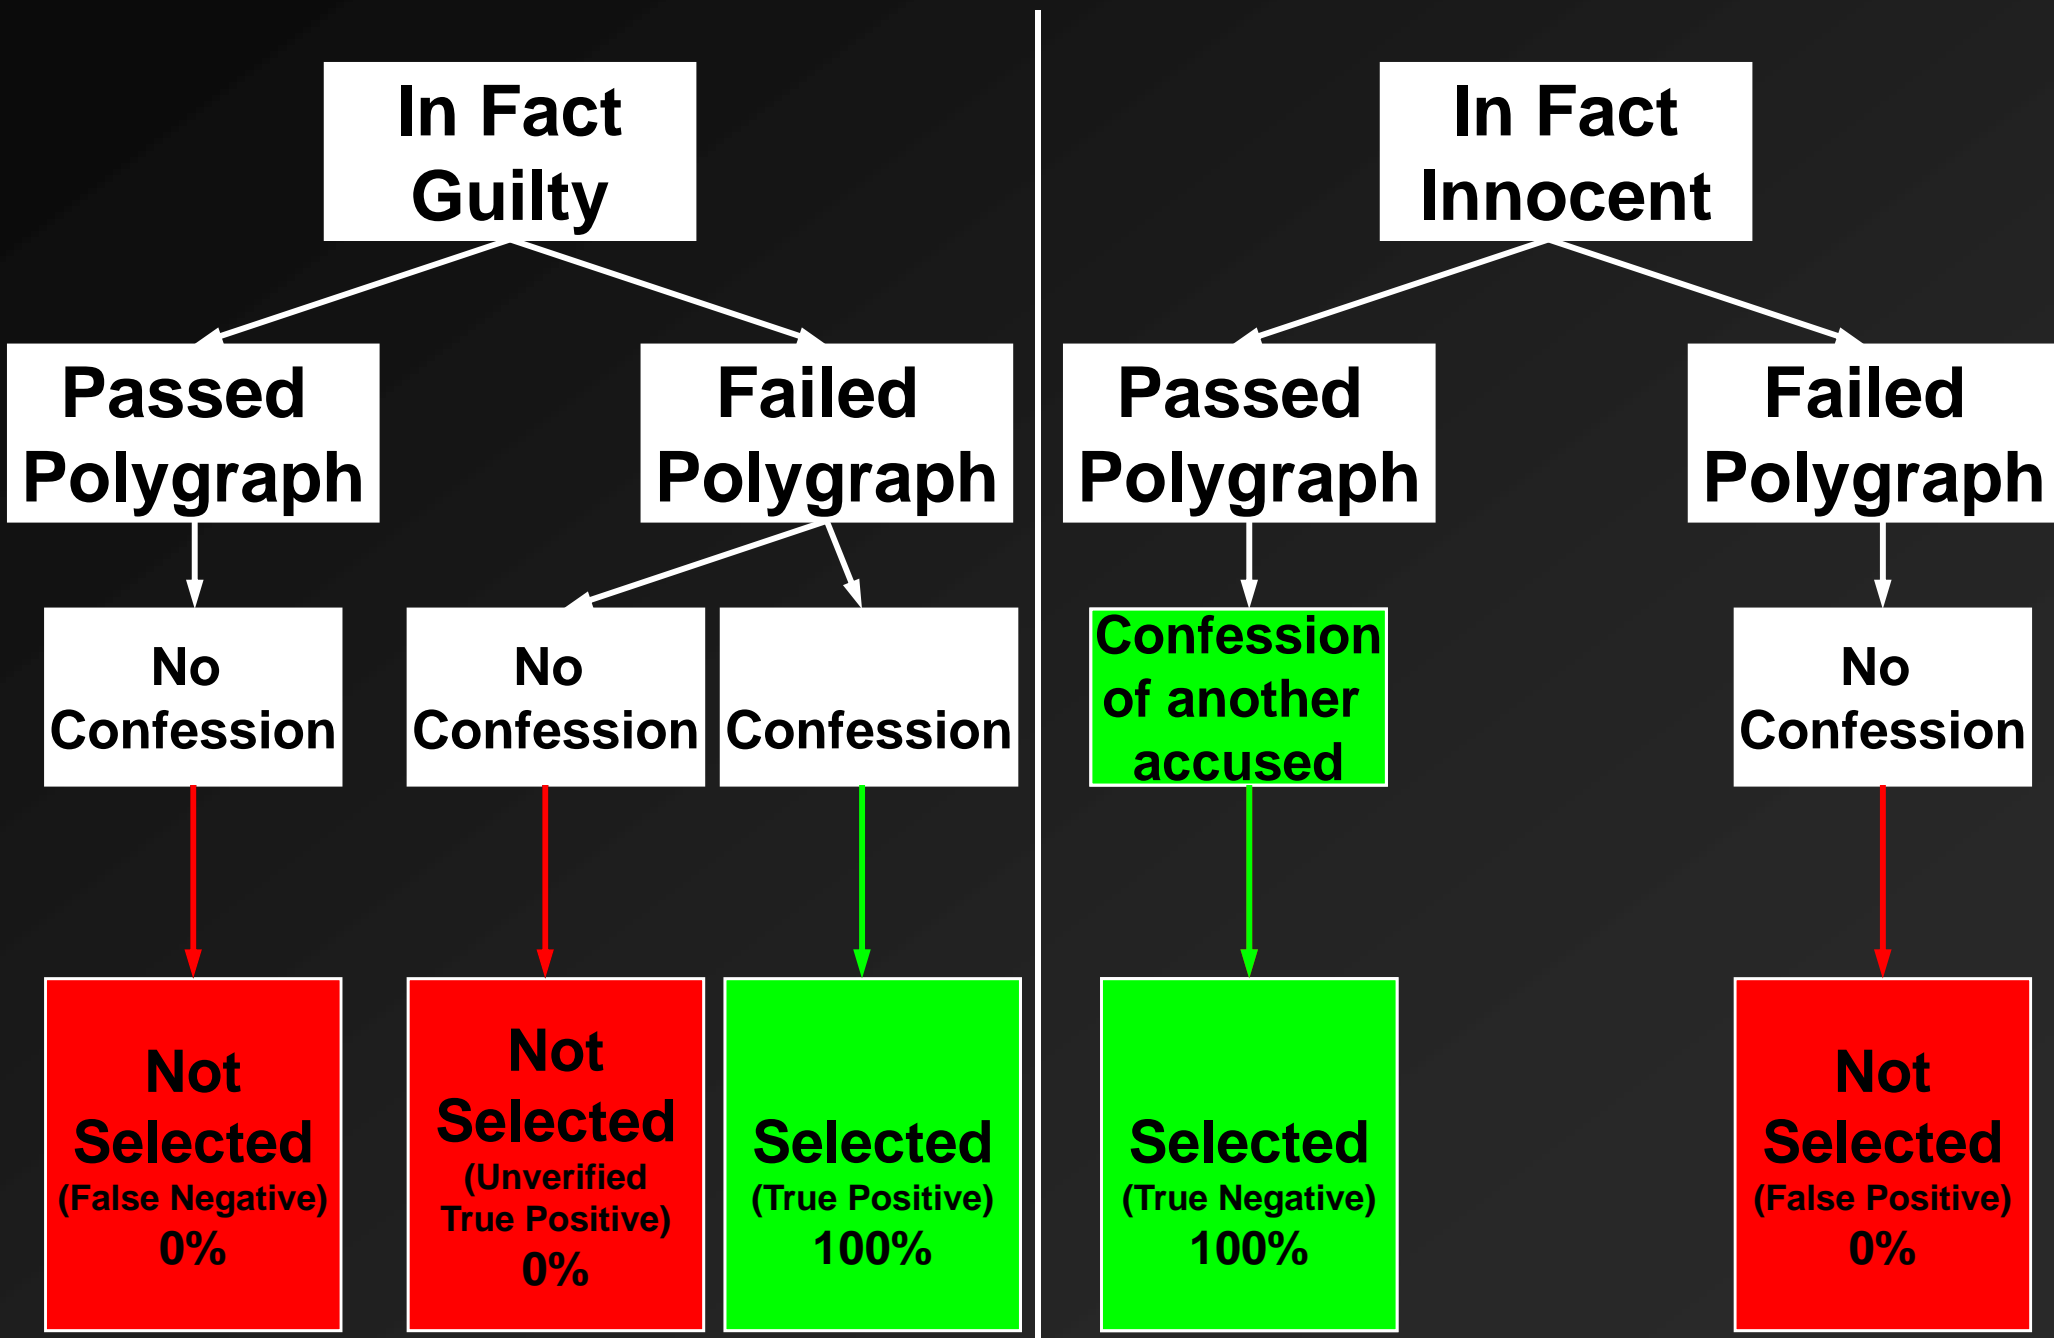 In Fact
Guilty
In Fact
Innocent
Passed
Polygraph
Failed
Polygraph
Passed
Polygraph
Failed
Polygraph
No
Confession
No
Confession
Confession
Confession
of another
accused
No
Confession
Not
Selected
(False Negative)
0%
Not
Selected
(Unverified
True Positive)
0%
Selected
(True Positive)
100%
Selected
(True Negative)
100%
Not
Selected
(False Positive)
0%